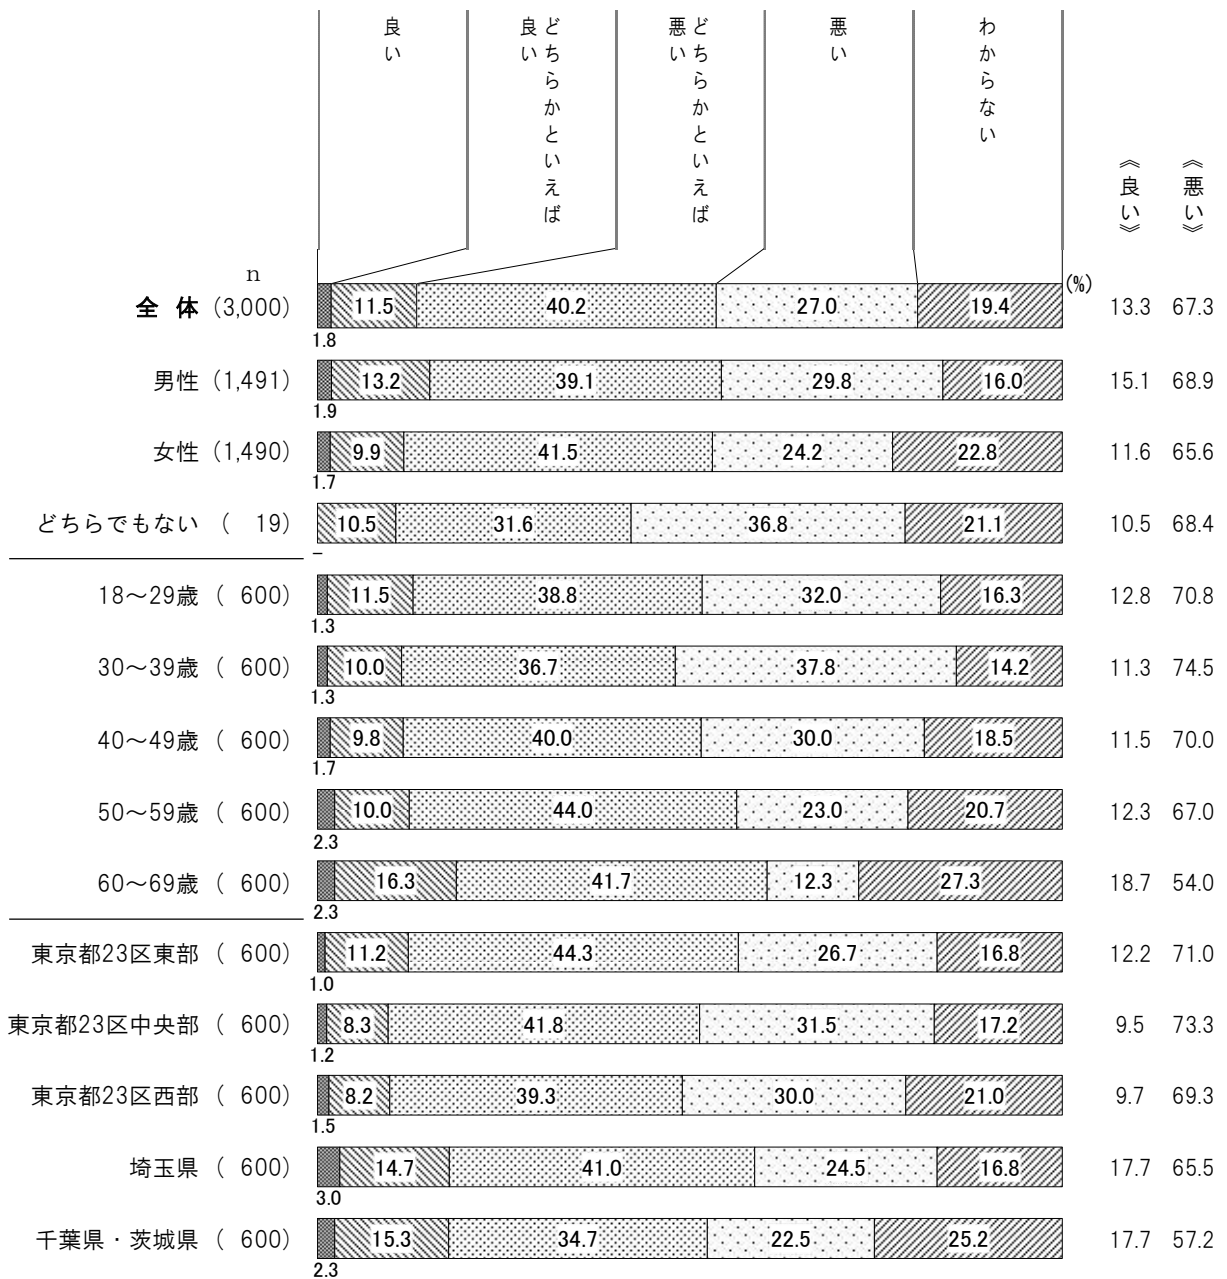 良い
どちらかといえば
良い
どちらかといえば
悪い
悪い
わからない
《良い》
《悪い》
n
(%)
全 体 (3,000) 11.5 40.2 27.0 19.4 13.3 67.3
1.8
男性 (1,491) 13.2 39.1 29.8 16.0 15.1 68.9
1.9
女性 (1,490) 9.9 41.5 24.2 22.8 11.6 65.6
1.7
どちらでもない ( 19) 10.5 31.6 36.8 21.1 10.5 68.4
−
18～29歳 ( 600) 11.5 38.8 32.0 16.3 12.8 70.8
1.3
30～39歳 ( 600) 10.0 36.7 37.8 14.2 11.3 74.5
1.3
40～49歳 ( 600) 9.8 40.0 30.0 18.5 11.5 70.0
1.7
50～59歳 ( 600) 10.0 44.0 23.0 20.7 12.3 67.0
2.3
60～69歳 ( 600) 16.3 41.7 12.3 27.3 18.7 54.0
2.3
東京都23区東部 ( 600) 11.2 44.3 26.7 16.8 12.2 71.0
1.0
東京都23区中央部 ( 600) 8.3 41.8 31.5 17.2 9.5 73.3
1.2
東京都23区西部 ( 600) 8.2 39.3 30.0 21.0 9.7 69.3
1.5
埼玉県 ( 600) 14.7 41.0 24.5 16.8 17.7 65.5
3.0
千葉県・茨城県 ( 600) 15.3 34.7 22.5 25.2 17.7 57.2
2.3